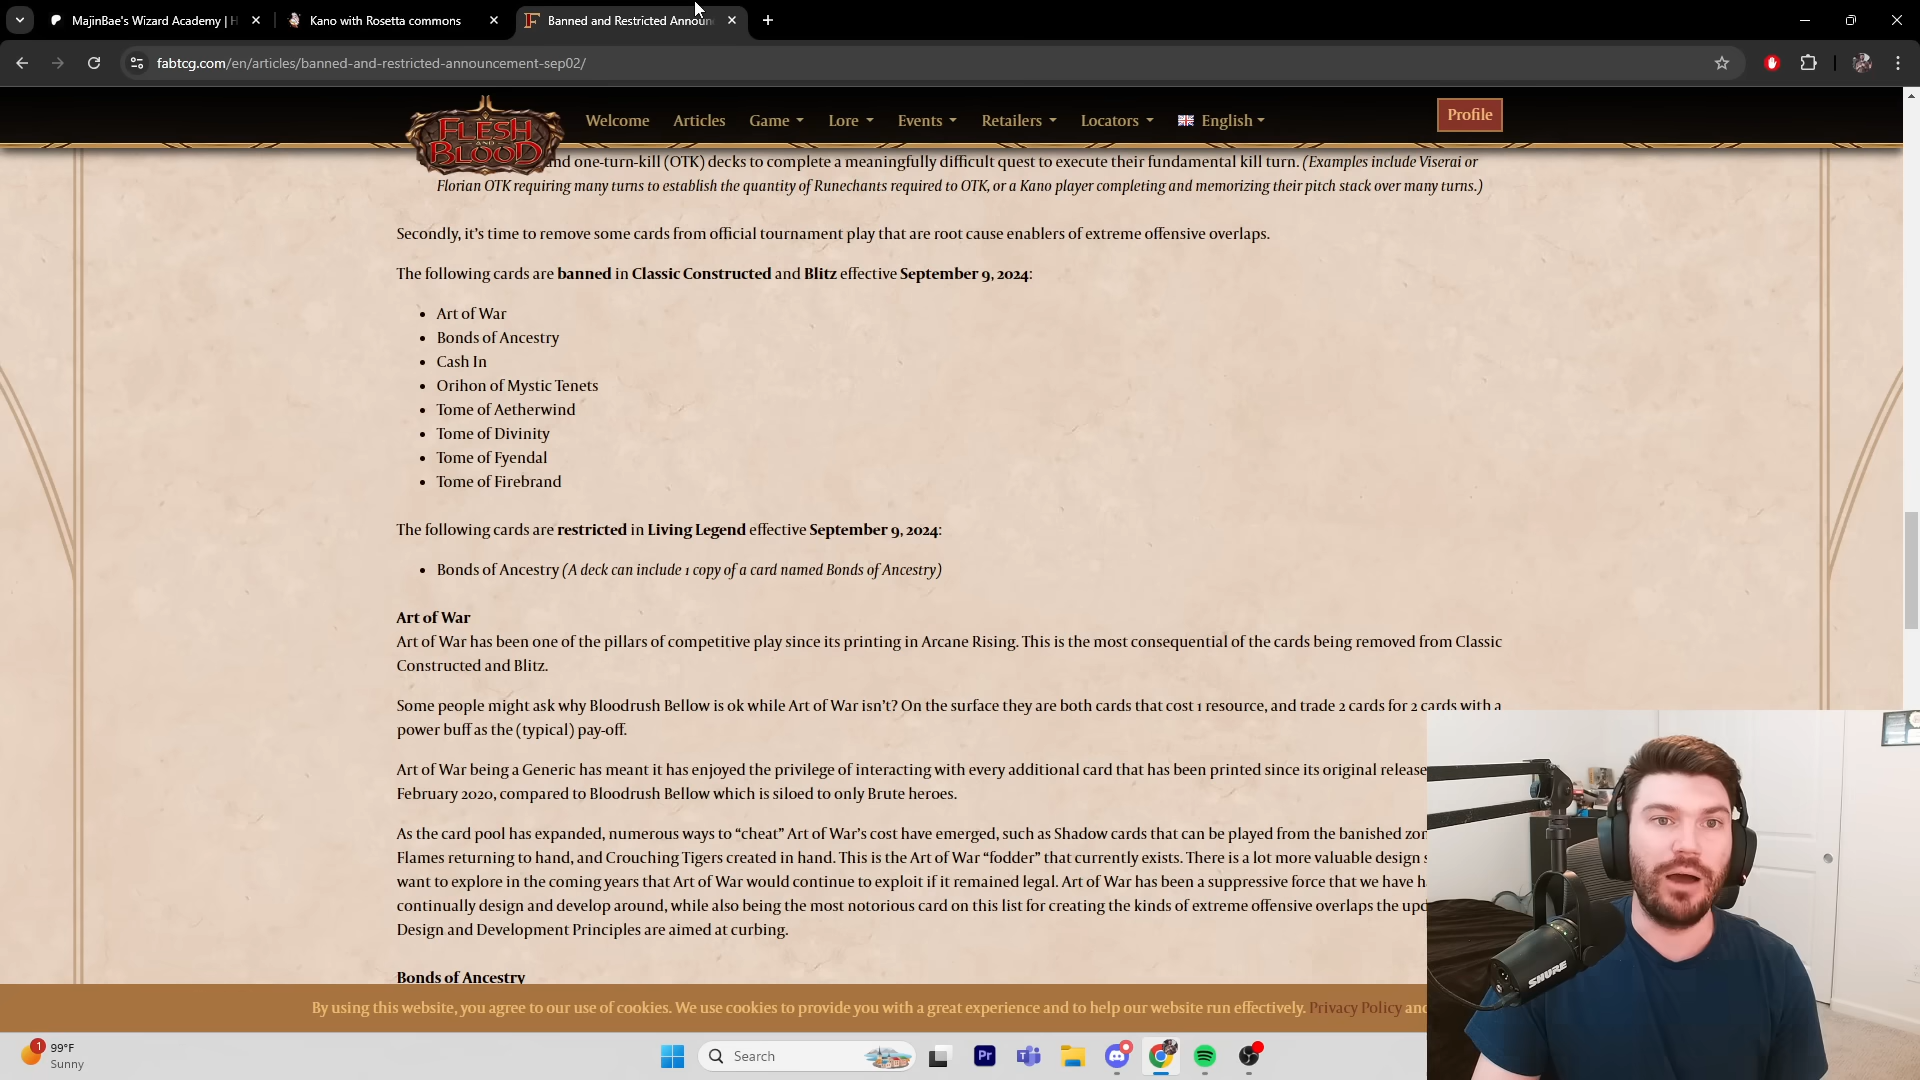 MajinBae's Wizard Academy | H
Kano with Rosetta commons
Banned and Restricted Announ
fabtcg.com/en/articles/banned-and-restricted-announcement-sep02/
FLESH
AND
BLOOD
Welcome
Articles
Game
Lore
Events
Retailers
Locators
English
Profile
nd one-turn-kill (OTK) decks to complete a meaningfully difficult quest to execute their fundamental kill turn. (Examples include Viserai or
Florian OTK requiring many turns to establish the quantity of Runechants required to OTK, or a Kano player completing and memorizing their pitch stack over many turns.)
Secondly, it's time to remove some cards from official tournament play that are root cause enablers of extreme offensive overlaps.
The following cards are banned in Classic Constructed and Blitz effective September 9, 2024:
• Art of War
• Bonds of Ancestry
• Cash In
• Orihon of Mystic Tenets
• Tome of Aetherwind
• Tome of Divinity
• Tome of Fyendal
• Tome of Firebrand
The following cards are restricted in Living Legend effective September 9, 2024:
• Bonds of Ancestry (A deck can include 1 copy of a card named Bonds of Ancestry)
Art of War
Art of War has been one of the pillars of competitive play since its printing in Arcane Rising. This is the most consequential of the cards being removed from Classic
Constructed and Blitz.
Some people might ask why Bloodrush Bellow is ok while Art of War isn't? On the surface they are both cards that cost 1 resource, and trade 2 cards for 2 cards with a
power buff as the (typical) pay-off.
Art of War being a Generic has meant it has enjoyed the privilege of interacting with every additional card that has been printed since its original release
February 2020, compared to Bloodrush Bellow which is siloed to only Brute heroes.
As the card pool has expanded, numerous ways to “cheat” Art of War's cost have emerged, such as Shadow cards that can be played from the banished zon
Flames returning to hand, and Crouching Tigers created in hand. This is the Art of War “fodder” that currently exists. There is a lot more valuable design s
want to explore in the coming years that Art of War would continue to exploit if it remained legal. Art of War has been a suppressive force that we have h
continually design and develop around, while also being the most notorious card on this list for creating the kinds of extreme offensive overlaps the upd
Design and Development Principles are aimed at curbing.
Bonds of Ancestry
By using this website, you agree to our use of cookies. We use cookies to provide you with a great experience and to help our website run effectively. Privacy Policy and
1
99°F
Sunny
Search
Pr
SHURE